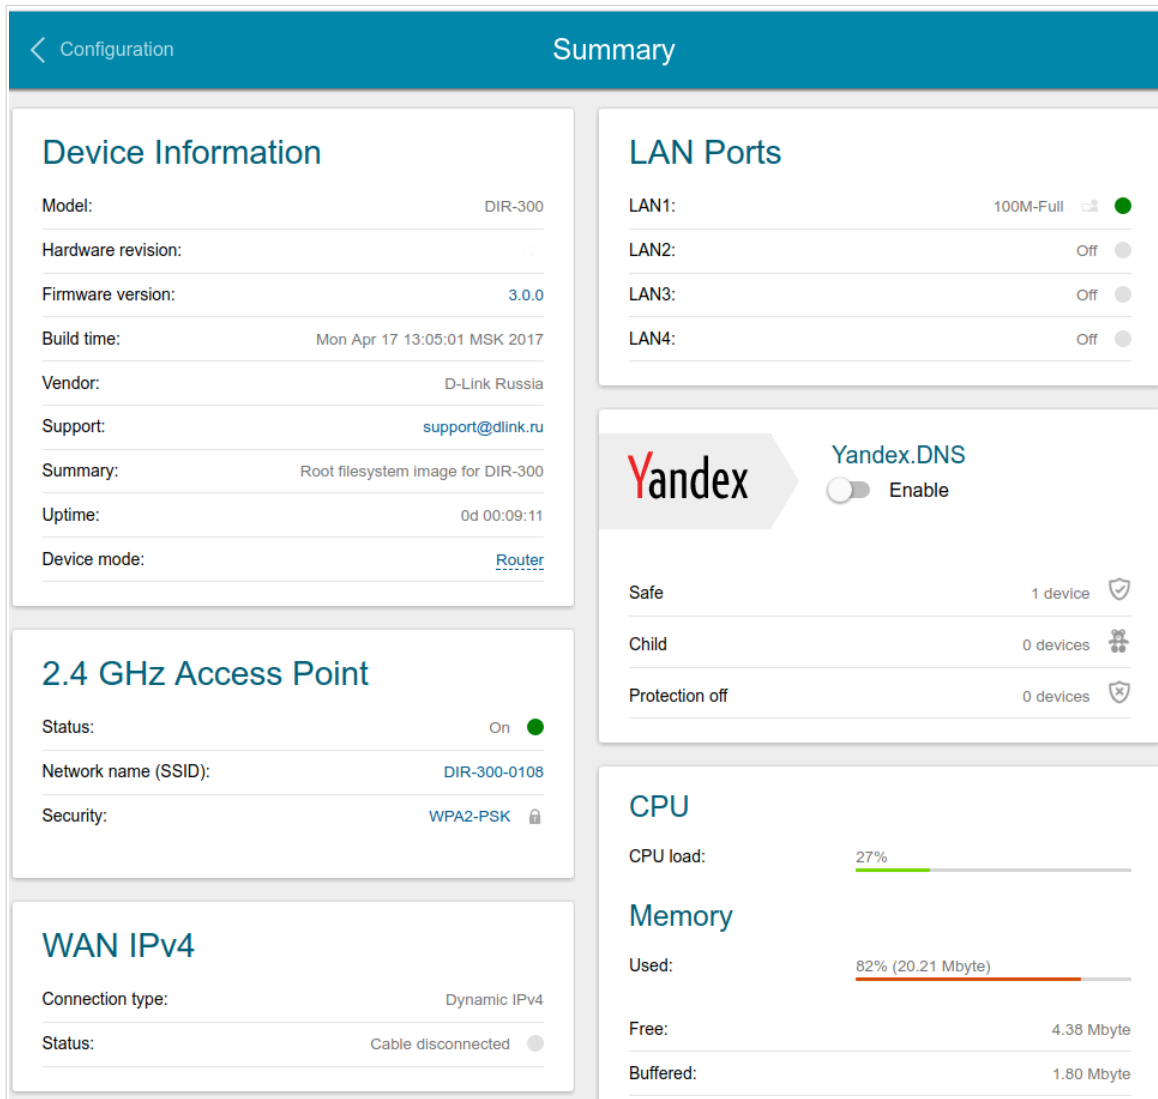 Configuration
Summary
Device Information
Model: DIR-300
Hardware revision:
Firmware version: 3.0.0
Build time: Mon Apr 17 13:05:01 MSK 2017
Vendor: D-Link Russia
Support: support@dlink.ru
Summary: Root filesystem image for DIR-300
Uptime: 0d 00:09:11
Device mode: Router
2.4 GHz Access Point
Status: On
Network name (SSID): DIR-300-0108
Security: WPA2-PSK
WAN IPv4
Connection type: Dynamic IPv4
Status: Cable disconnected
LAN Ports
LAN1: 100M-Full
LAN2: Off
LAN3: Off
LAN4: Off
Yandex
Yandex.DNS
Enable
Safe 1 device
Child 0 devices
Protection off 0 devices
CPU
CPU load: 27%
Memory
Used: 82% (20.21 Mbyte)
Free: 4.38 Mbyte
Buffered: 1.80 Mbyte